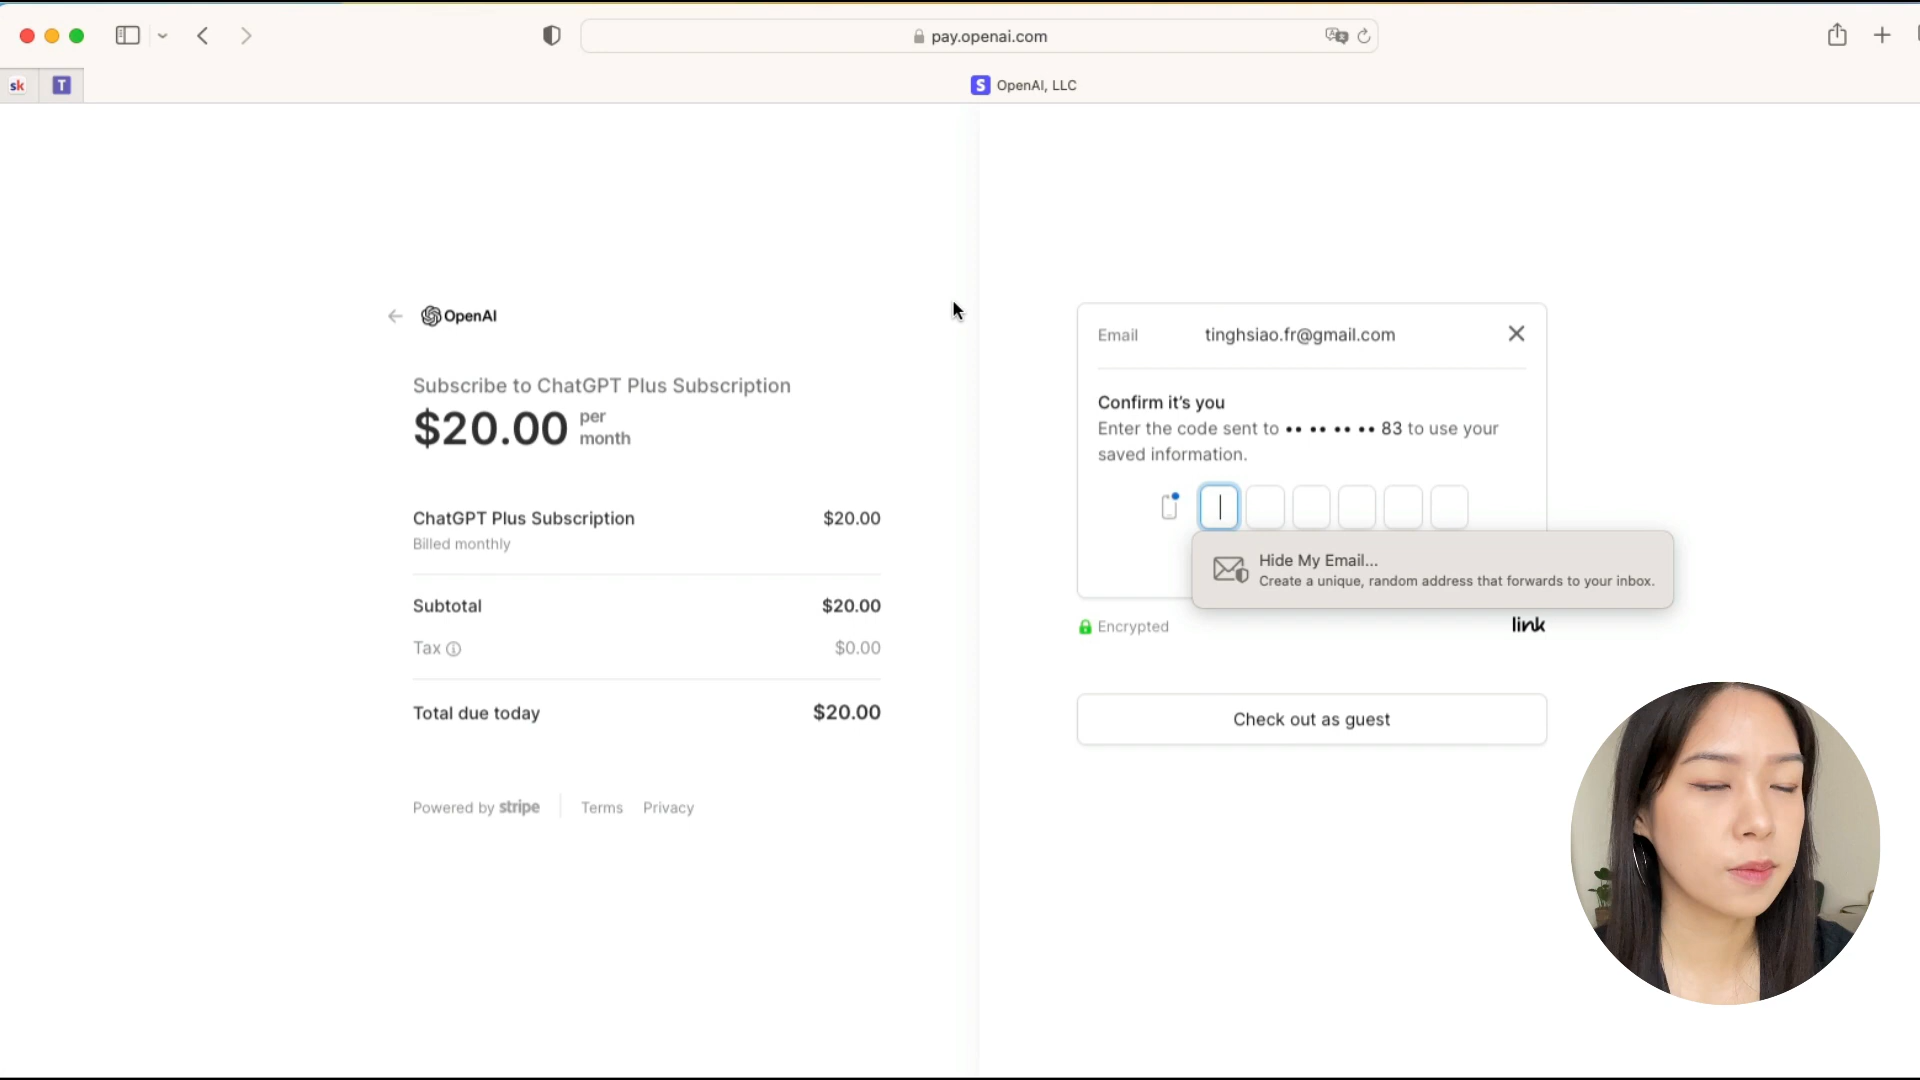 pay.openai.com
sk
T
S OpenAI, LLC
OpenAI
Subscribe to ChatGPT Plus Subscription
$20.00 per month
ChatGPT Plus Subscription $20.00
Billed monthly
Subtotal $20.00
Tax $0.00
Total due today $20.00
Powered by stripe Terms Privacy
Email tinghsiao.fr@gmail.com
Confirm it's you
Enter the code sent to •• •• •• •• 83 to use your
saved information.
Hide My Email...
Create a unique, random address that forwards to your inbox.
Encrypted link
Check out as guest